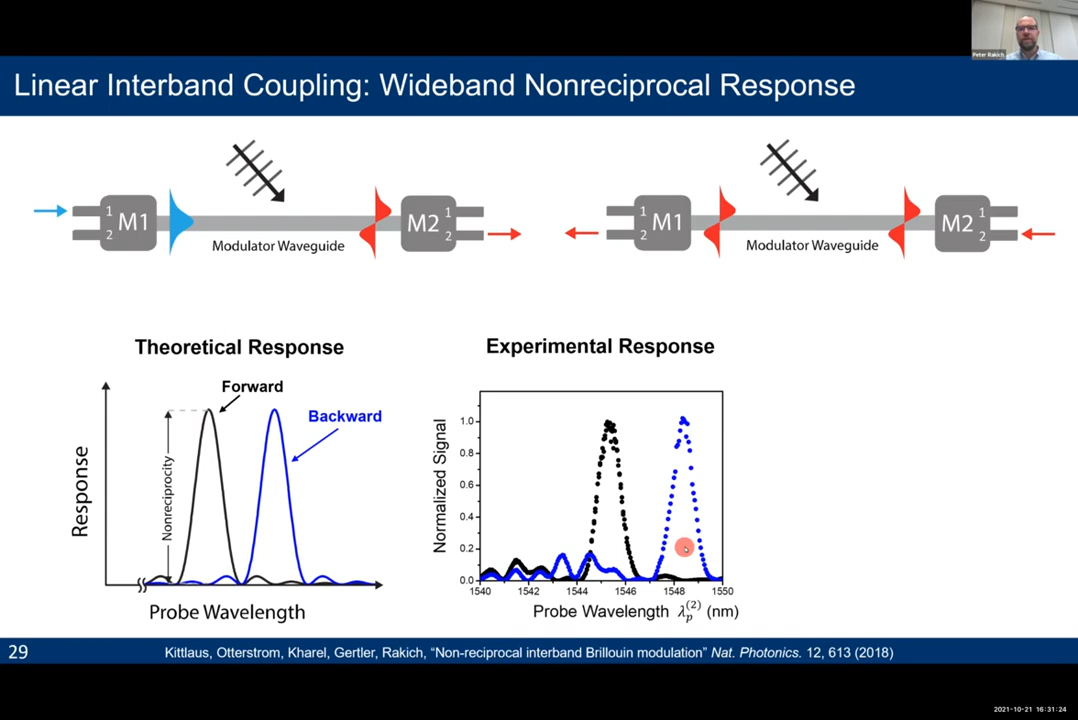 Peter Rakich
Linear Interband Coupling: Wideband Nonreciprocal Response
1
M1
2
Modulator Waveguide
M2
1
2
1
M1
2
Modulator Waveguide
M2
1
2
Theoretical Response
Forward
Backward
Nonreciprocity
Response
Probe Wavelength
Experimental Response
Normalized Signal
1.0
0.8
0.6
0.4
0.2
0.0
1540 1542 1544 1546 1548 1550
Probe Wavelength λp(2) (nm)
29
Kittlaus, Otterstrom, Kharel, Gertler, Rakich, “Non-reciprocal interband Brillouin modulation” Nat. Photonics. 12, 613 (2018)
2021-10-21 16:31:24